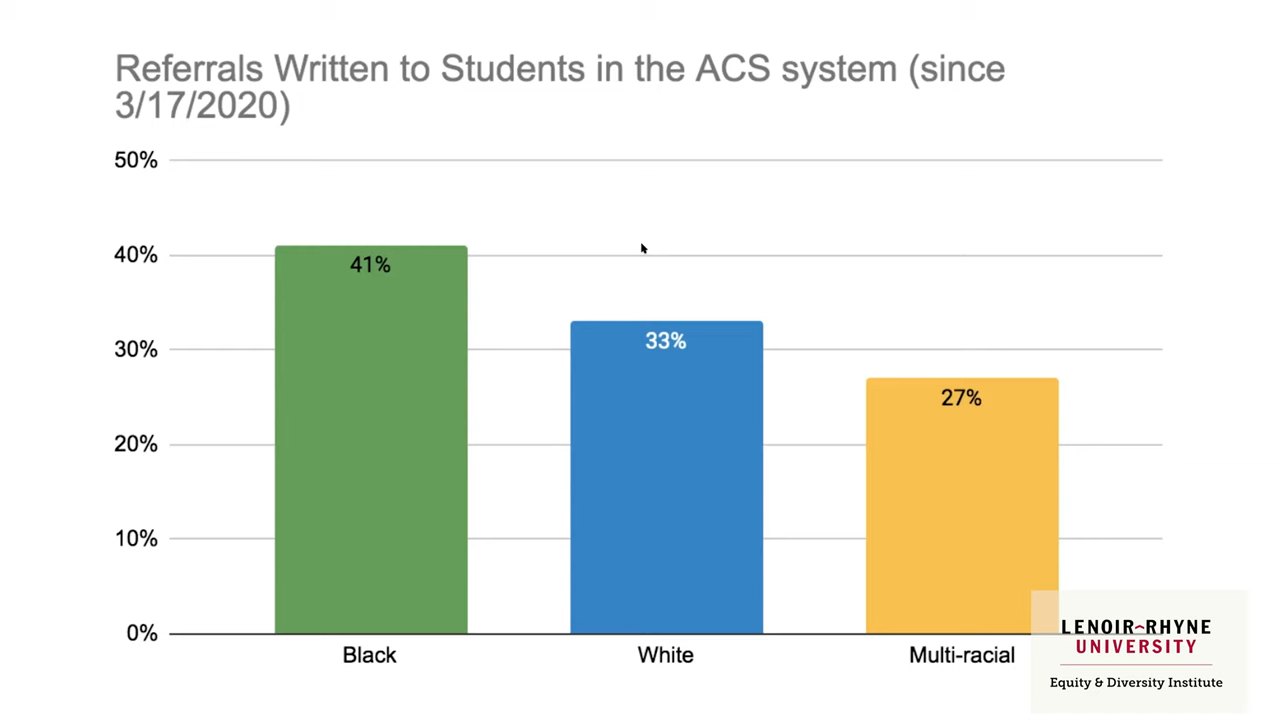 Referrals Written to Students in the ACS system (since
3/17/2020)
50%
40%
30%
20%
10%
0%
41%
33%
27%
Black
White
Multi-racial
LENOIR-RHYNE
UNIVERSITY
Equity & Diversity Institute